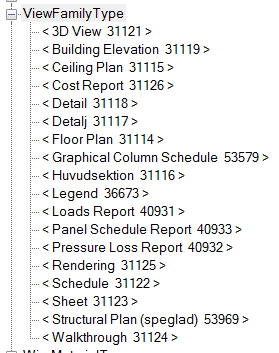 ViewFamilyType
< 3D View 31121 >
< Building Elevation 31119 >
< Ceiling Plan 31115 >
< Cost Report 31126 >
< Detail 31118 >
< Detalj 31117 >
< Floor Plan 31114 >
< Graphical Column Schedule 53579 >
< Huvudsektion 31116 >
< Legend 36673 >
< Loads Report 40931 >
< Panel Schedule Report 40933 >
< Pressure Loss Report 40932 >
< Rendering 31125 >
< Schedule 31122 >
< Sheet 31123 >
< Structural Plan (speglad) 53969 >
< Walkthrough 31124 >